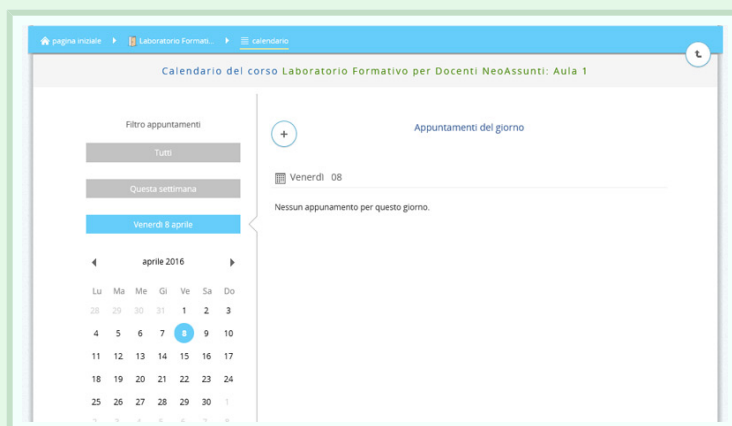 pagina iniziale Laboratorio Formati... calendario
Calendario del corso Laboratorio Formativo per Docenti NeoAssunti: Aula 1
Filtro appuntamenti
Tutti
Questa settimana
Venerdì 8 aprile
aprile 2016
Lu Ma Me Gi Ve Sa Do
28 29 30 31 1 2 3
4 5 6 7 8 9 10
11 12 13 14 15 16 17
18 19 20 21 22 23 24
25 26 27 28 29 30 1
Appuntamenti del giorno
Venerdì 08
Nessun appunamento per questo giorno.